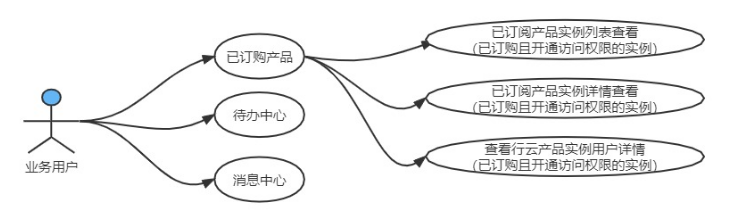 已订阅产品实例列表查看
(已订购且开通访问权限的实例)
已订购产品
已订阅产品实例详情查看
(已订购且开通访问权限的实例)
待办中心
查看行云产品实例用户详情
(已订购且开通访问权限的实例)
业务用户
消息中心